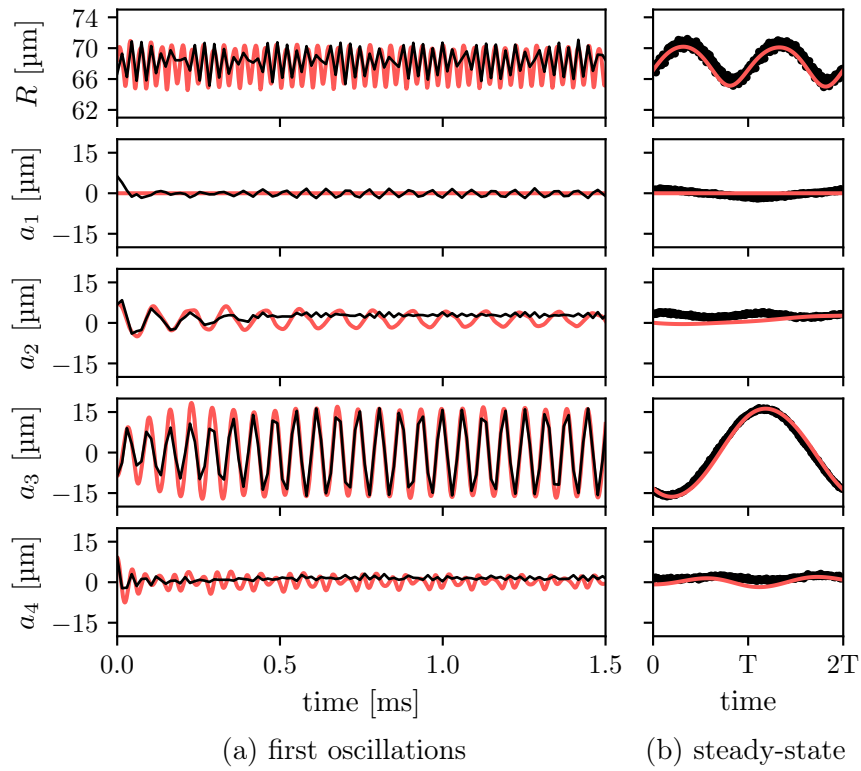 74
70
66
62
R [µm]
15
0
−15
a₁ [µm]
15
0
−15
a₂ [µm]
15
0
−15
a₃ [µm]
15
0
−15
a₄ [µm]
0.0 0.5 1.0 1.5
time [ms]
0 T 2T
time
(a) first oscillations
(b) steady-state